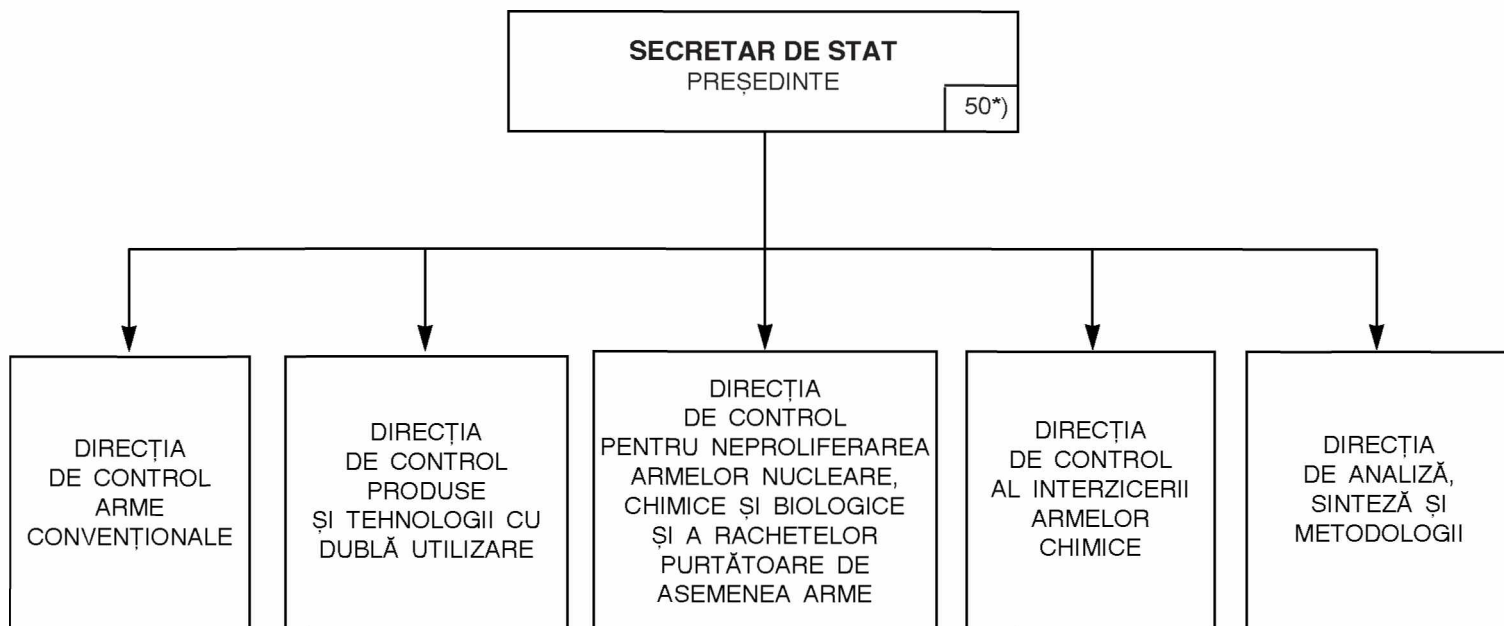 SECRETAR DE STAT
PREȘEDINTE
50*)
DIRECȚIA
DE CONTROL
ARME
CONVENȚIONALE
DIRECȚIA
DE CONTROL
PRODUSE
ȘI TEHNOLOGII CU
DUBLĂ UTILIZARE
DIRECȚIA
DE CONTROL
PENTRU NEPROLIFERAREA
ARMELOR NUCLEARE,
CHIMICE ȘI BIOLOGICE
ȘI A RACHETELOR
PURTĂTOARE DE
ASEMENEA ARME
DIRECȚIA
DE CONTROL
AL INTERZICERII
ARMELOR
CHIMICE
DIRECȚIA
DE ANALIZĂ,
SINTEZĂ ȘI
METODOLOGII